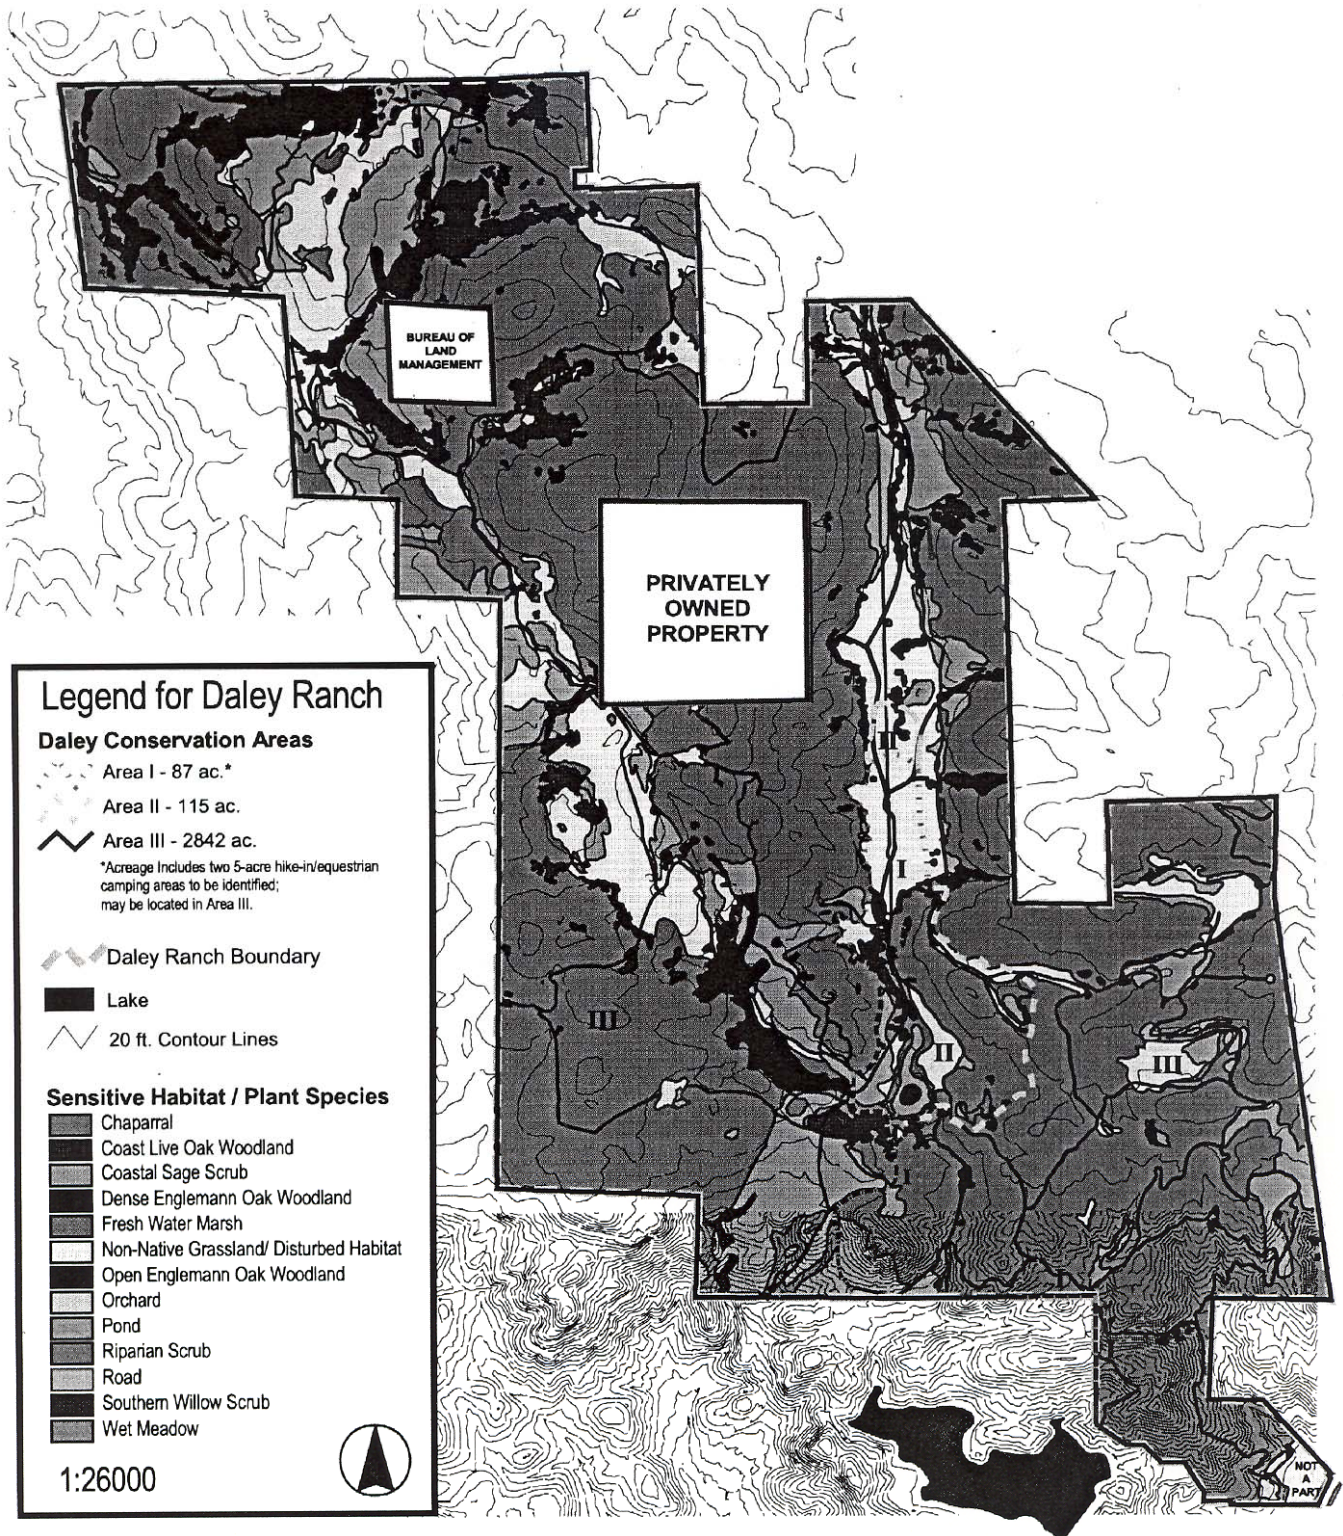 BUREAU OF
LAND
MANAGEMENT
PRIVATELY
OWNED
PROPERTY
II
I
III
II
III
I
I
NOT
A
PART
Legend for Daley Ranch
Daley Conservation Areas
Area I - 87 ac.*
Area II - 115 ac.
Area III - 2842 ac.
*Acreage Includes two 5-acre hike-in/equestrian
camping areas to be identified;
may be located in Area III.
Daley Ranch Boundary
Lake
20 ft. Contour Lines
Sensitive Habitat / Plant Species
Chaparral
Coast Live Oak Woodland
Coastal Sage Scrub
Dense Englemann Oak Woodland
Fresh Water Marsh
Non-Native Grassland/ Disturbed Habitat
Open Englemann Oak Woodland
Orchard
Pond
Riparian Scrub
Road
Southern Willow Scrub
Wet Meadow
1:26000